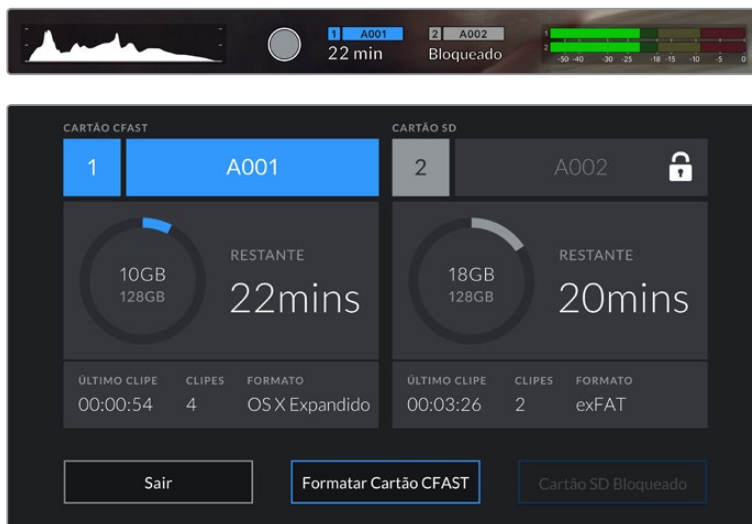 1 A001 2 A002
22 min Bloqueado
1
2
-50 -40 -30 -25 -18 -15 -10 -5 0
CARTÃO CFAST CARTÃO SD
1 A001 2 A002
10GB
128GB
RESTANTE
22mins
18GB
128GB
RESTANTE
20mins
ÚLTIMO CLIPE CLIPES FORMATO
00:00:54 4 OS X Expandido
ÚLTIMO CLIPE CLIPES FORMATO
00:03:26 2 exFAT
Sair Formatar Cartão CFAST Cartão SD Bloqueado